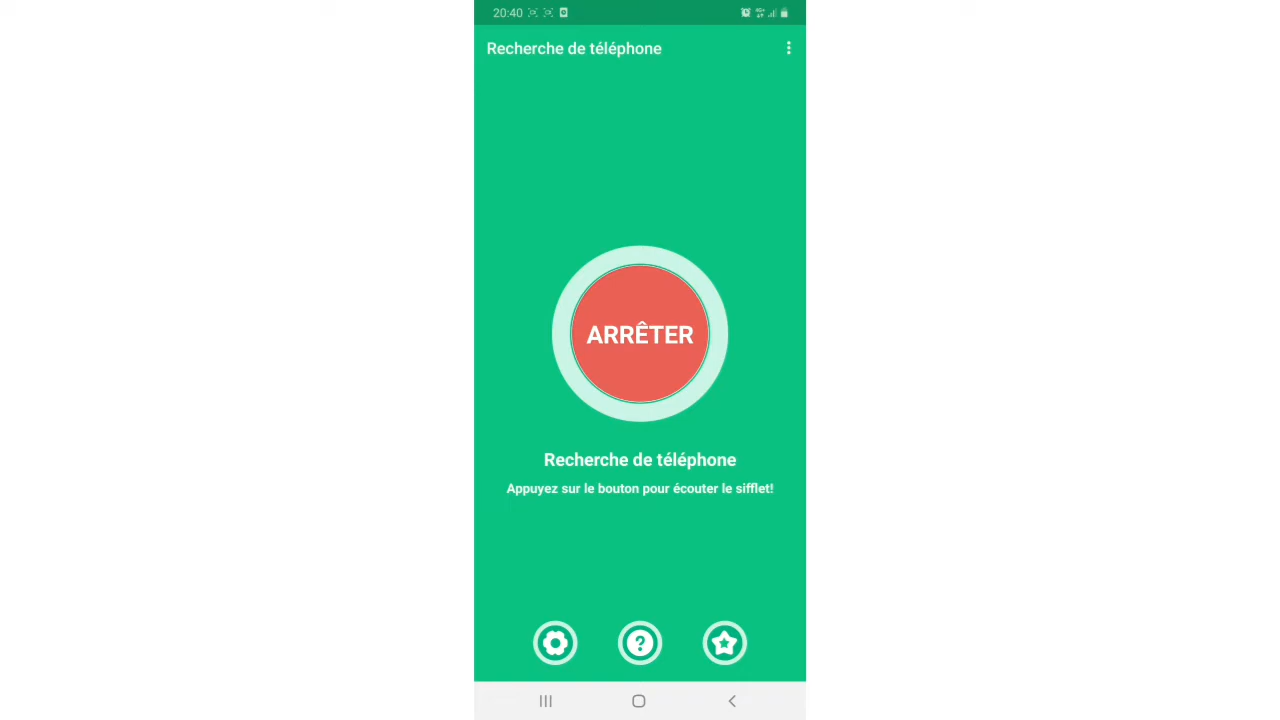 20:40
Recherche de téléphone
ARRÊTER
Recherche de téléphone
Appuyez sur le bouton pour écouter le sifflet!
?